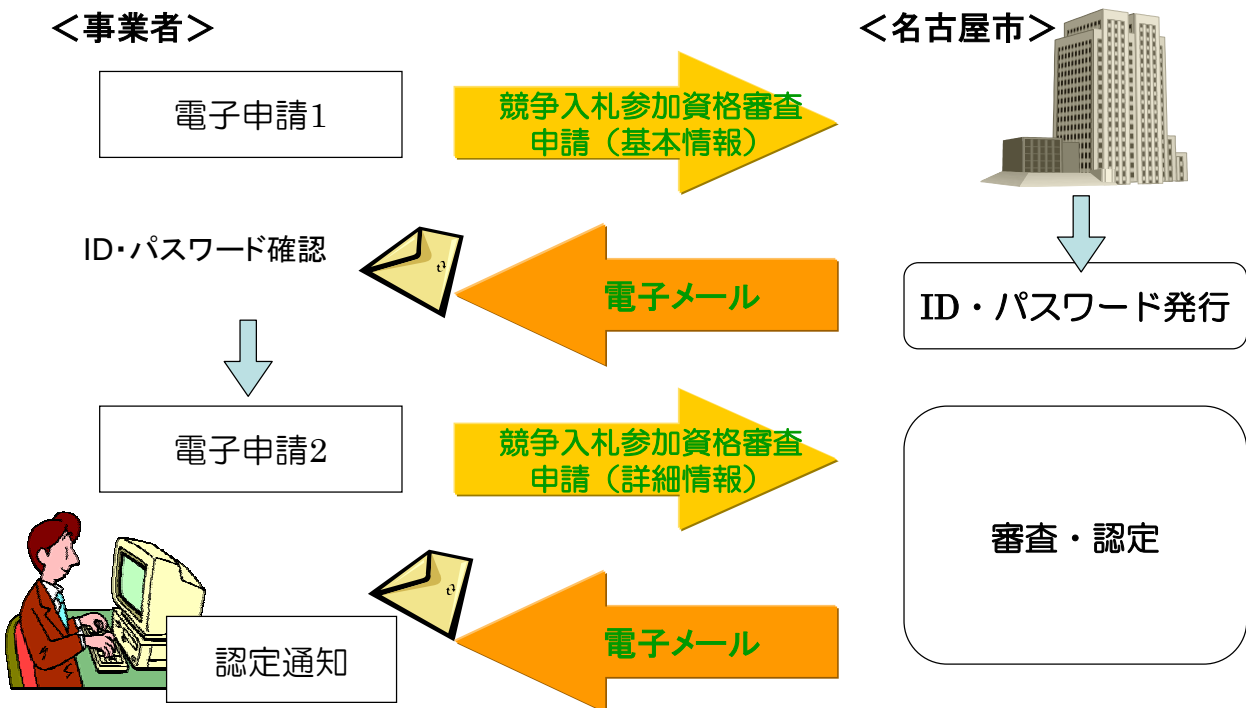 ＜事業者＞
＜名古屋市＞
電子申請1
競争入札参加資格審査
申請（基本情報）
ID・パスワード確認
電子メール
ID・パスワード発行
電子申請2
競争入札参加資格審査
申請（詳細情報）
審査・認定
認定通知
電子メール